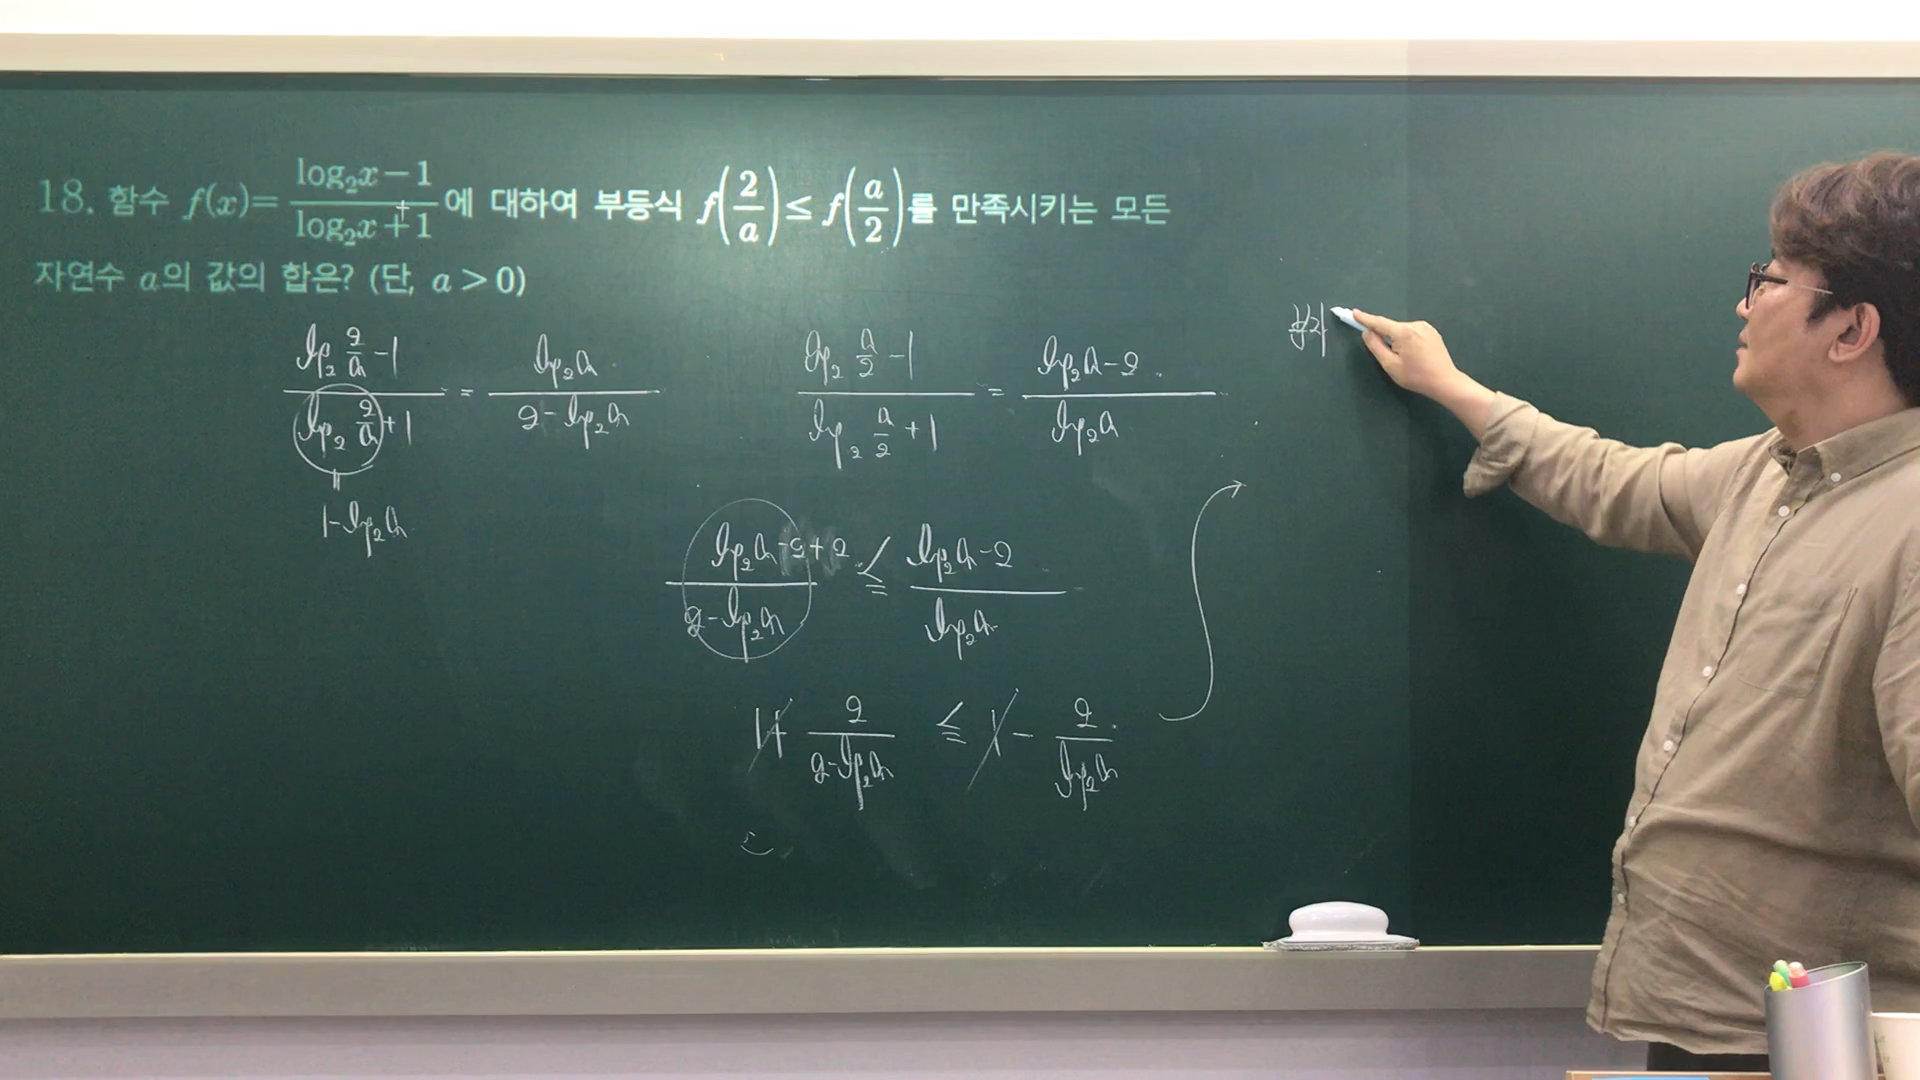 18. 함수 f(x)= (log₂x−1)/(log₂x+1) 에 대하여 부등식 f(2/a) ≤ f(a/2)를 만족시키는 모든
자연수 a의 값의 합은? (단, a > 0)
(log₂ 2/a −1)/(log₂ 2/a +1) = (log₂a)/(2−log₂a)
1−log₂a
(log₂ a/2 −1)/(log₂ a/2 +1) = (log₂a−2)/(log₂a)
(log₂a−2+2)/(2−log₂a) ≤ (log₂a−2)/(log₂a)
1+ 2/(2−log₂a) ≤ 1− 2/(log₂a)